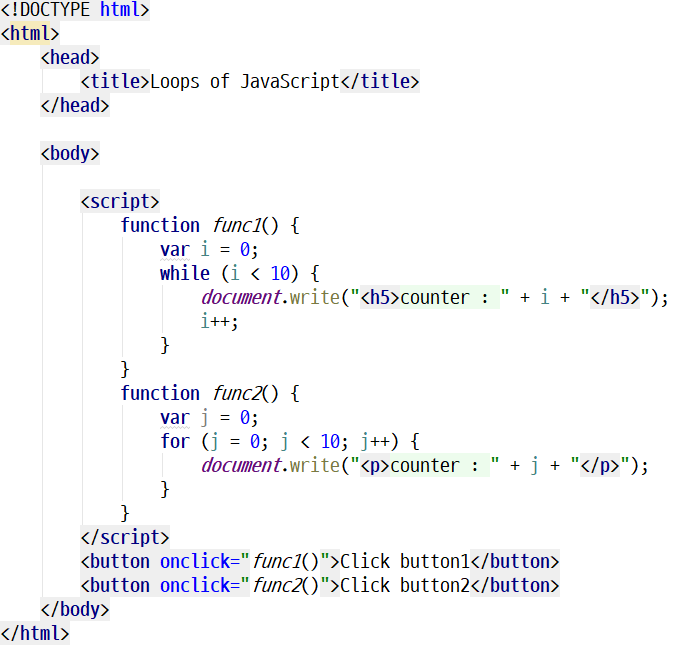 <!DOCTYPE html>
<html>
    <head>
        <title>Loops of JavaScript</title>
    </head>

    <body>

        <script>
            function func1() {
                var i = 0;
                while (i < 10) {
                    document.write("<h5>counter : " + i + "</h5>");
                    i++;
                }
            }
            function func2() {
                var j = 0;
                for (j = 0; j < 10; j++) {
                    document.write("<p>counter : " + j + "</p>");
                }
            }
        </script>
        <button onclick="func1()">Click button1</button>
        <button onclick="func2()">Click button2</button>
    </body>
</html>